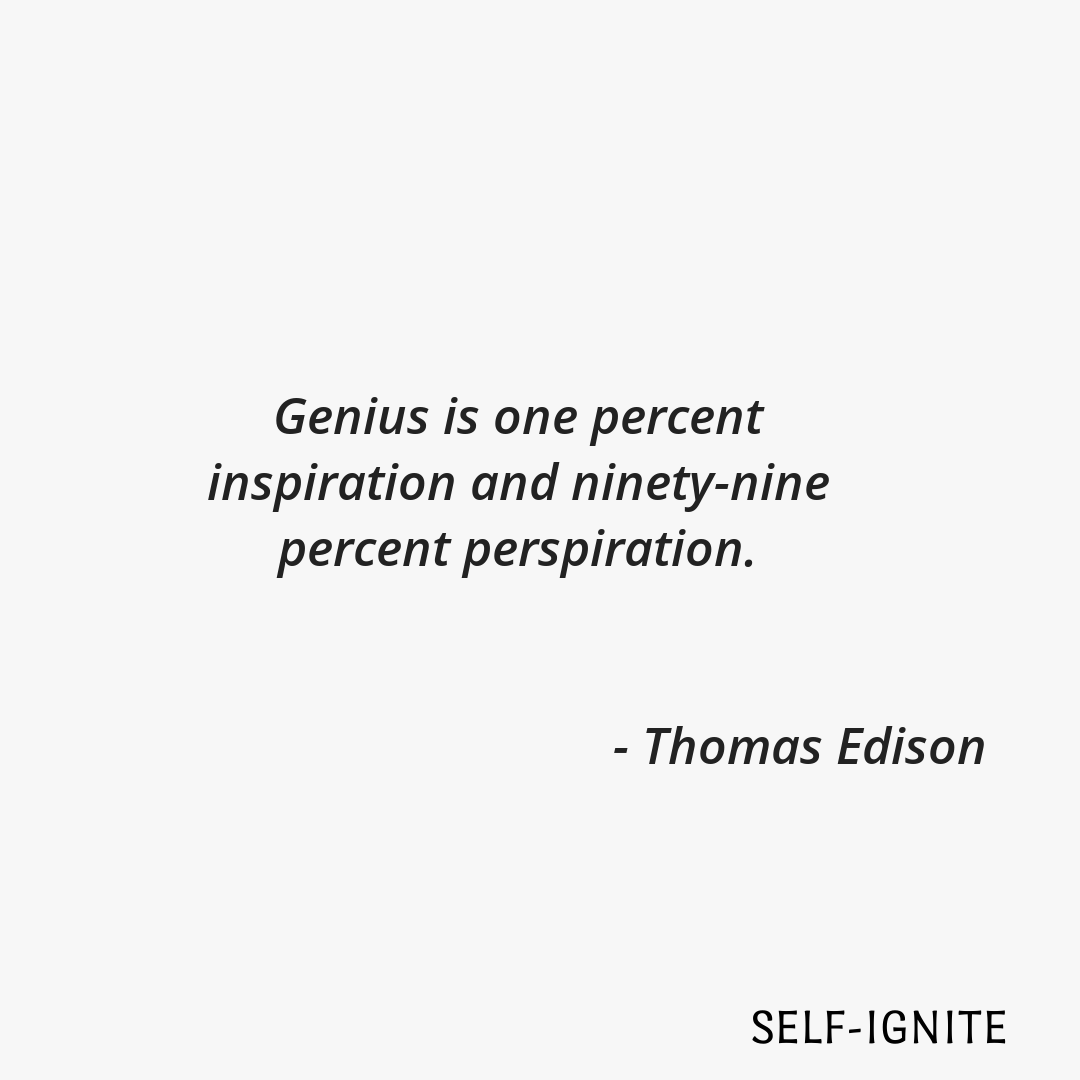 Genius is one percent
inspiration and ninety-nine
percent perspiration.
- Thomas Edison
SELF-IGNITE